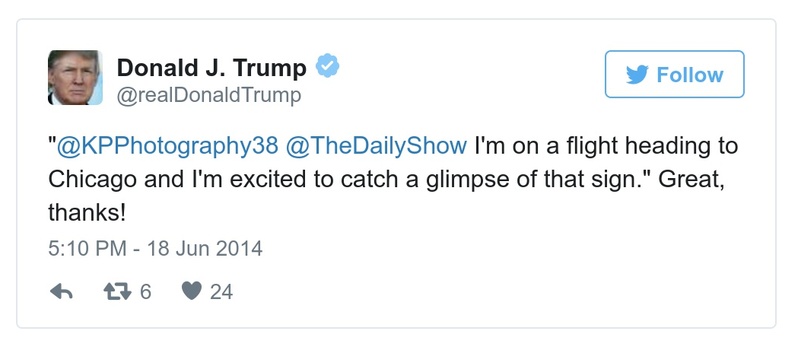 Donald J. Trump
@realDonaldTrump
Follow
"@KPPhotography38 @TheDailyShow I'm on a flight heading to
Chicago and I'm excited to catch a glimpse of that sign." Great,
thanks!
5:10 PM - 18 Jun 2014
6 24